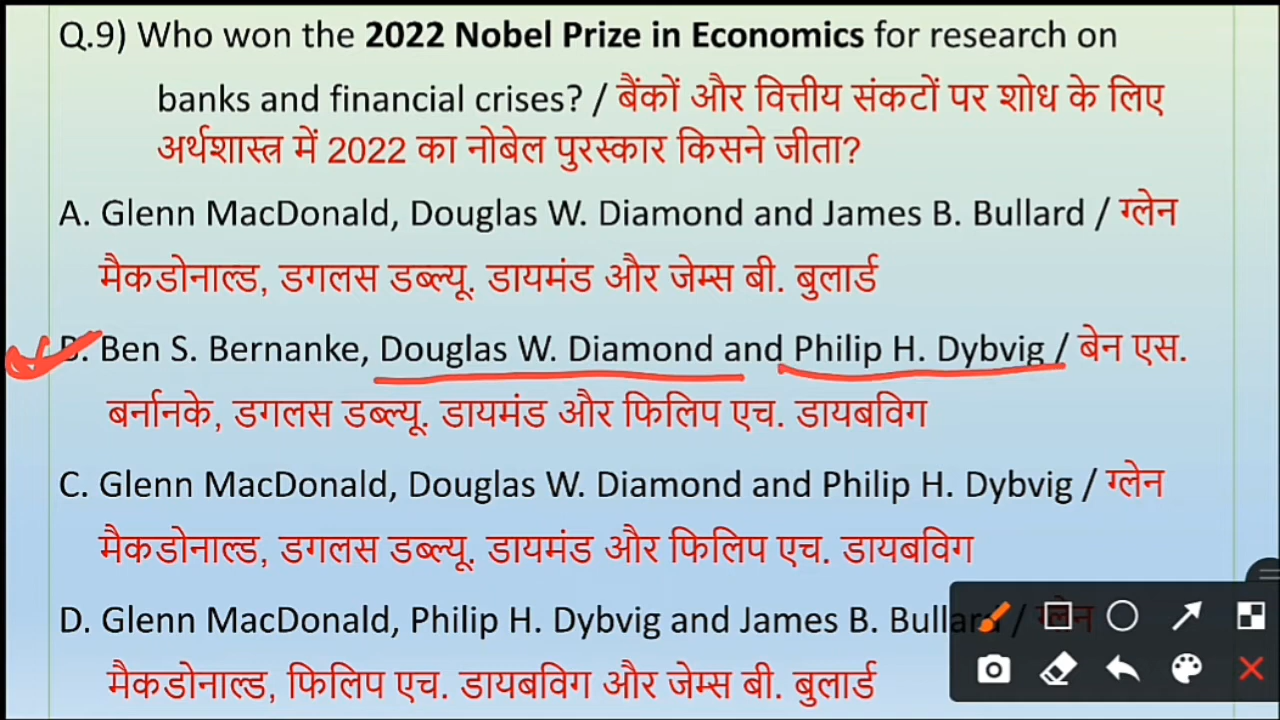 Q.9) Who won the 2022 Nobel Prize in Economics for research on
banks and financial crises? / बैंकों और वित्तीय संकटों पर शोध के लिए
अर्थशास्त्र में 2022 का नोबेल पुरस्कार किसने जीता?
A. Glenn MacDonald, Douglas W. Diamond and James B. Bullard / ग्लेन
मैकडोनाल्ड, डगलस डब्ल्यू. डायमंड और जेम्स बी. बुलार्ड
B. Ben S. Bernanke, Douglas W. Diamond and Philip H. Dybvig / बेन एस.
बर्नानके, डगलस डब्ल्यू. डायमंड और फिलिप एच. डायबविग
C. Glenn MacDonald, Douglas W. Diamond and Philip H. Dybvig / ग्लेन
मैकडोनाल्ड, डगलस डब्ल्यू. डायमंड और फिलिप एच. डायबविग
D. Glenn MacDonald, Philip H. Dybvig and James B. Bullard / ग्लेन
मैकडोनाल्ड, फिलिप एच. डायबविग और जेम्स बी. बुलार्ड